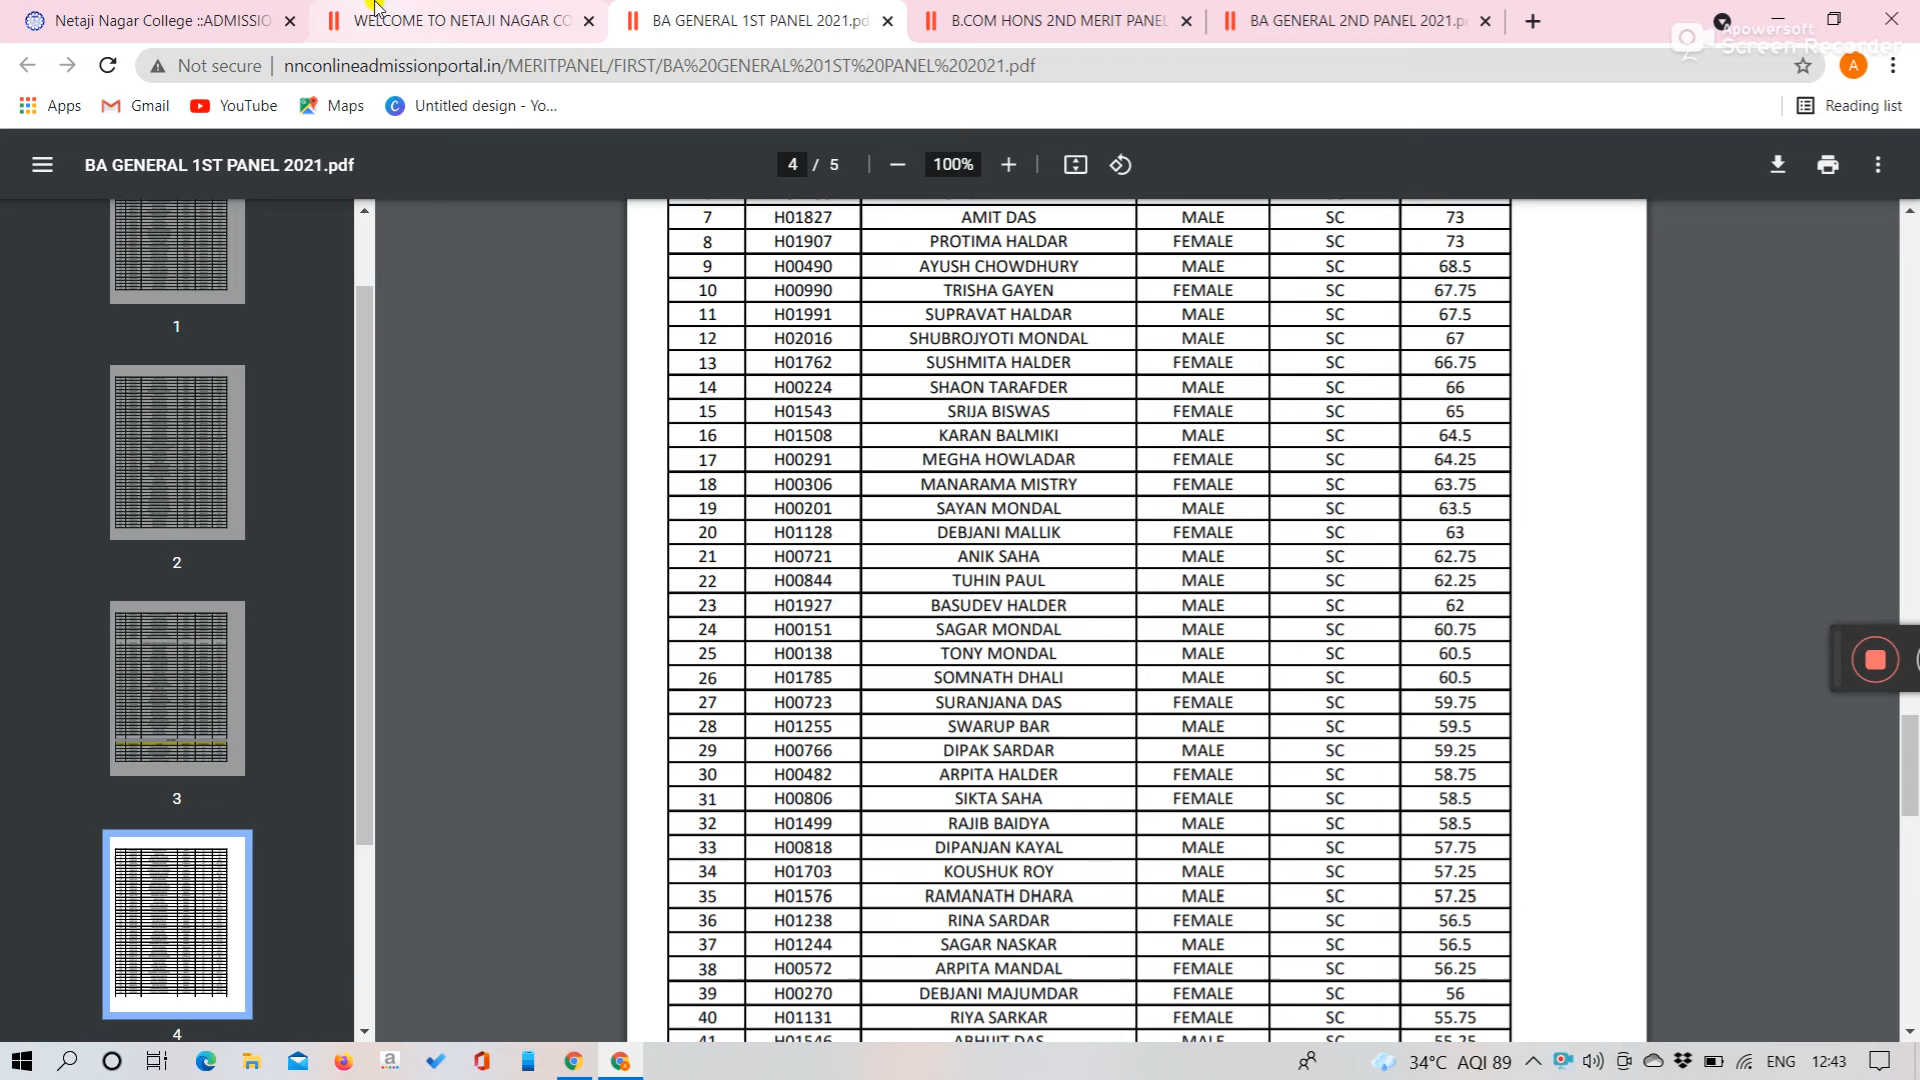 Netaji Nagar College ::ADMISSIO
WELCOME TO NETAJI NAGAR CO
BA GENERAL 1ST PANEL 2021.pd
B.COM HONS 2ND MERIT PANEL
BA GENERAL 2ND PANEL 2021.p
Apowersoft
Screen Recorder
Not secure
nnconlineadmissionportal.in/MERITPANEL/FIRST/BA%20GENERAL%201ST%20PANEL%202021.pdf
A
Apps
Gmail
YouTube
Maps
Untitled design - Yo...
Reading list
BA GENERAL 1ST PANEL 2021.pdf
4 / 5
100%
1
2
3
4
7 H01827 AMIT DAS MALE SC 73
8 H01907 PROTIMA HALDAR FEMALE SC 73
9 H00490 AYUSH CHOWDHURY MALE SC 68.5
10 H00990 TRISHA GAYEN FEMALE SC 67.75
11 H01991 SUPRAVAT HALDAR MALE SC 67.5
12 H02016 SHUBROJYOTI MONDAL MALE SC 67
13 H01762 SUSHMITA HALDER FEMALE SC 66.75
14 H00224 SHAON TARAFDER MALE SC 66
15 H01543 SRIJA BISWAS FEMALE SC 65
16 H01508 KARAN BALMIKI MALE SC 64.5
17 H00291 MEGHA HOWLADAR FEMALE SC 64.25
18 H00306 MANARAMA MISTRY FEMALE SC 63.75
19 H00201 SAYAN MONDAL MALE SC 63.5
20 H01128 DEBJANI MALLIK FEMALE SC 63
21 H00721 ANIK SAHA MALE SC 62.75
22 H00844 TUHIN PAUL MALE SC 62.25
23 H01927 BASUDEV HALDER MALE SC 62
24 H00151 SAGAR MONDAL MALE SC 60.75
25 H00138 TONY MONDAL MALE SC 60.5
26 H01785 SOMNATH DHALI MALE SC 60.5
27 H00723 SURANJANA DAS FEMALE SC 59.75
28 H01255 SWARUP BAR MALE SC 59.5
29 H00766 DIPAK SARDAR MALE SC 59.25
30 H00482 ARPITA HALDER FEMALE SC 58.75
31 H00806 SIKTA SAHA FEMALE SC 58.5
32 H01499 RAJIB BAIDYA MALE SC 58.5
33 H00818 DIPANJAN KAYAL MALE SC 57.75
34 H01703 KOUSHUK ROY MALE SC 57.25
35 H01576 RAMANATH DHARA MALE SC 57.25
36 H01238 RINA SARDAR FEMALE SC 56.5
37 H01244 SAGAR NASKAR MALE SC 56.5
38 H00572 ARPITA MANDAL FEMALE SC 56.25
39 H00270 DEBJANI MAJUMDAR FEMALE SC 56
40 H01131 RIYA SARKAR FEMALE SC 55.75
34°C AQI 89
ENG
12:43